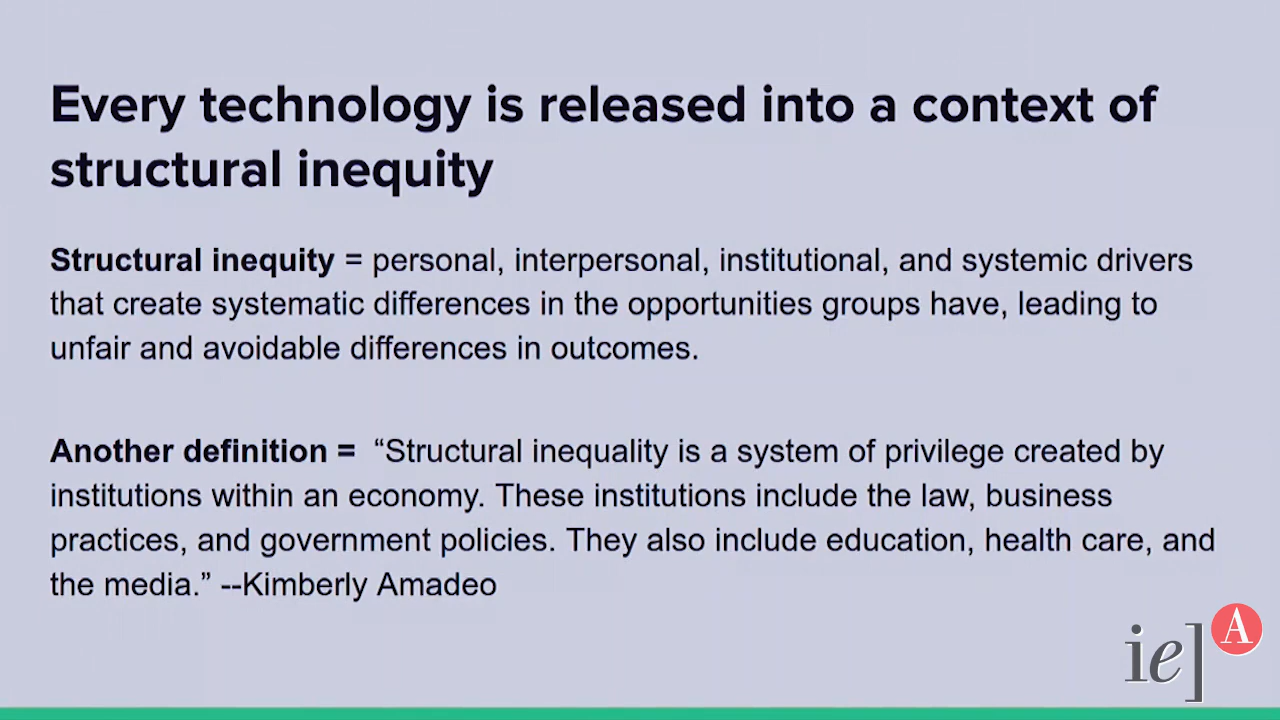 Every technology is released into a context of
structural inequity
Structural inequity = personal, interpersonal, institutional, and systemic drivers
that create systematic differences in the opportunities groups have, leading to
unfair and avoidable differences in outcomes.
Another definition = “Structural inequality is a system of privilege created by
institutions within an economy. These institutions include the law, business
practices, and government policies. They also include education, health care, and
the media.” --Kimberly Amadeo
ie] A